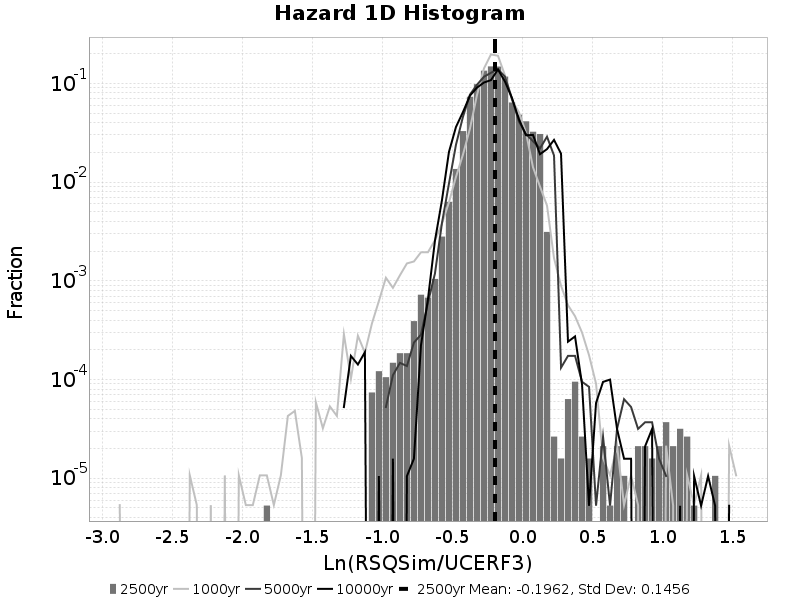 Hazard 1D Histogram
Fraction
10-1
10-2
10-3
10-4
10-5
-3.0 -2.5 -2.0 -1.5 -1.0 -0.5 0.0 0.5 1.0 1.5
Ln(RSQSim/UCERF3)
2500yr 1000yr 5000yr 10000yr 2500yr Mean: -0.1962, Std Dev: 0.1456